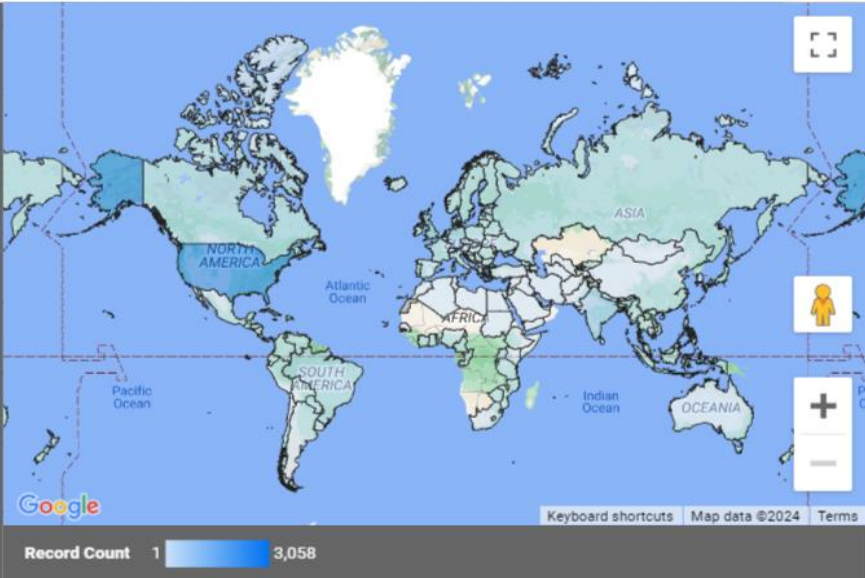 ASIA
NORTH
AMERICA
Atlantic
Ocean
AFRICA
SOUTH
AMERICA
Pacific
Ocean
Indian
Ocean
OCEANIA
Google
Keyboard shortcuts
Map data ©2024
Terms
Record Count 1 3,058